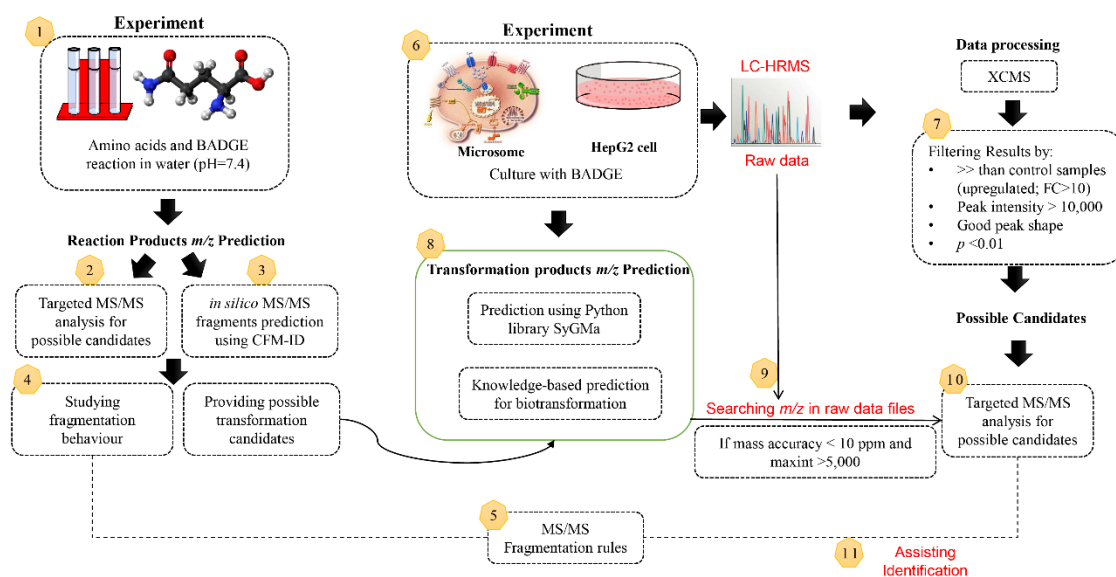 Experiment
1
Amino acids and BADGE
reaction in water (pH=7.4)
Reaction Products m/z Prediction
2
Targeted MS/MS
analysis for
possible candidates
3
in silico MS/MS
fragments prediction
using CFM-ID
4
Studying
fragmentation
behaviour
Providing possible
transformation
candidates
5
MS/MS
Fragmentation rules
Experiment
6
Microsome
HepG2 cell
Culture with BADGE
8
Transformation products m/z Prediction
Prediction using Python
library SyGMa
Knowledge-based prediction
for biotransformation
LC-HRMS
Raw data
9
Searching m/z in raw data files
If mass accuracy < 10 ppm and
maxint >5,000
Data processing
XCMS
7
Filtering Results by:
• >> than control samples
(upregulated; FC>10)
• Peak intensity > 10,000
• Good peak shape
• p <0.01
Possible Candidates
10
Targeted MS/MS
analysis for
possible candidates
11
Assisting
Identification